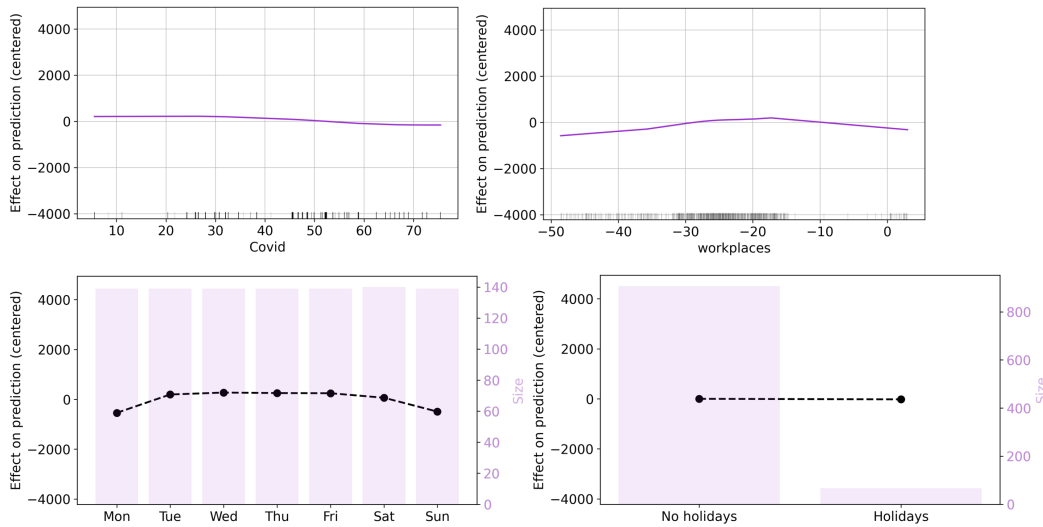 Effect on prediction (centered)
4000
2000
0
−2000
−4000
10 20 30 40 50 60 70
Covid
Effect on prediction (centered)
4000
2000
0
−2000
−4000
−50 −40 −30 −20 −10 0
workplaces
Effect on prediction (centered)
4000
2000
0
−2000
−4000
Mon Tue Wed Thu Fri Sat Sun
140
120
100
80
60
40
20
0
Size
Effect on prediction (centered)
4000
2000
0
−2000
−4000
No holidays Holidays
800
600
400
200
0
Size